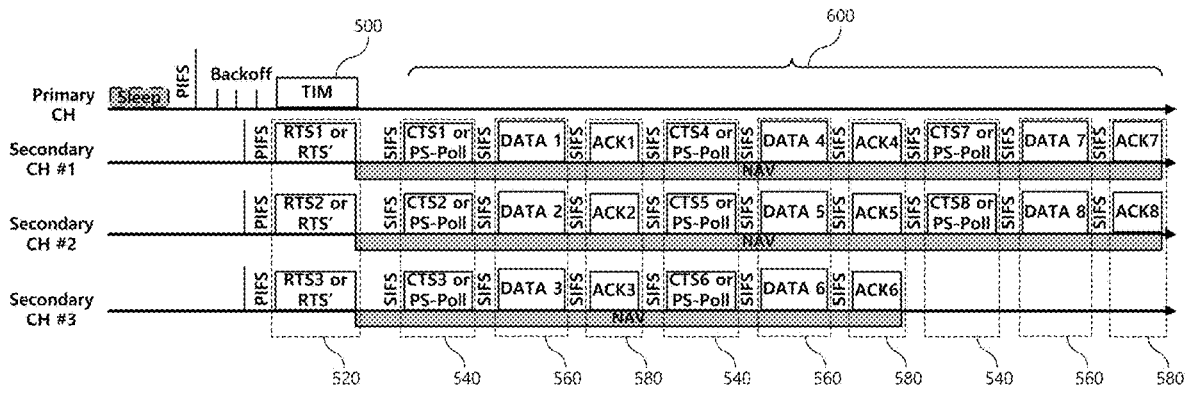 500
600
PIFS
Backoff
Sleep
TIM
Primary
CH
PIFS
RTS1 or
RTS'
SIFS
CTS1 or
PS-Poll
SIFS
DATA 1
SIFS
ACK1
SIFS
CTS4 or
PS-Poll
SIFS
DATA 4
SIFS
ACK4
SIFS
CTS7 or
PS-Poll
SIFS
DATA 7
SIFS
ACK7
Secondary
CH #1
NAV
PIFS
RTS2 or
RTS'
SIFS
CTS2 or
PS-Poll
SIFS
DATA 2
SIFS
ACK2
SIFS
CTS5 or
PS-Poll
SIFS
DATA 5
SIFS
ACK5
SIFS
CTS8 or
PS-Poll
SIFS
DATA 8
SIFS
ACK8
Secondary
CH #2
NAV
PIFS
RTS3 or
RTS'
SIFS
CTS3 or
PS-Poll
SIFS
DATA 3
SIFS
ACK3
SIFS
CTS6 or
PS-Poll
SIFS
DATA 6
SIFS
ACK6
Secondary
CH #3
NAV
520
540
560
580
540
560
580
540
560
580